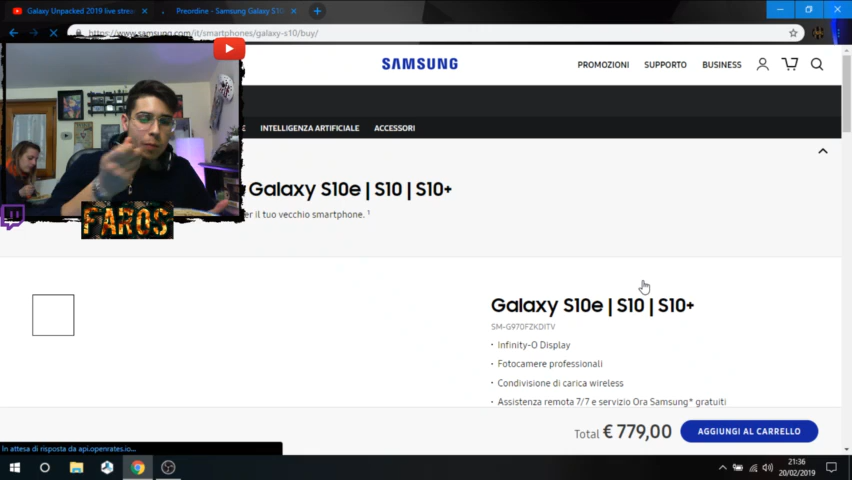 Galaxy Unpacked 2019 live strea
Preordine - Samsung Galaxy S10
https://www.samsung.com/it/smartphones/galaxy-s10/buy/
SAMSUNG
PROMOZIONI
SUPPORTO
BUSINESS
INTELLIGENZA ARTIFICIALE
ACCESSORI
Galaxy S10e | S10 | S10+
er il tuo vecchio smartphone. ¹
FAROS
Galaxy S10e | S10 | S10+
SM-G970FZKDITV
• Infinity-O Display
• Fotocamere professionali
• Condivisione di carica wireless
• Assistenza remota 7/7 e servizio Ora Samsung* gratuiti
Total € 779,00
AGGIUNGI AL CARRELLO
In attesa di risposta da api.openrates.io...
21:36
20/02/2019